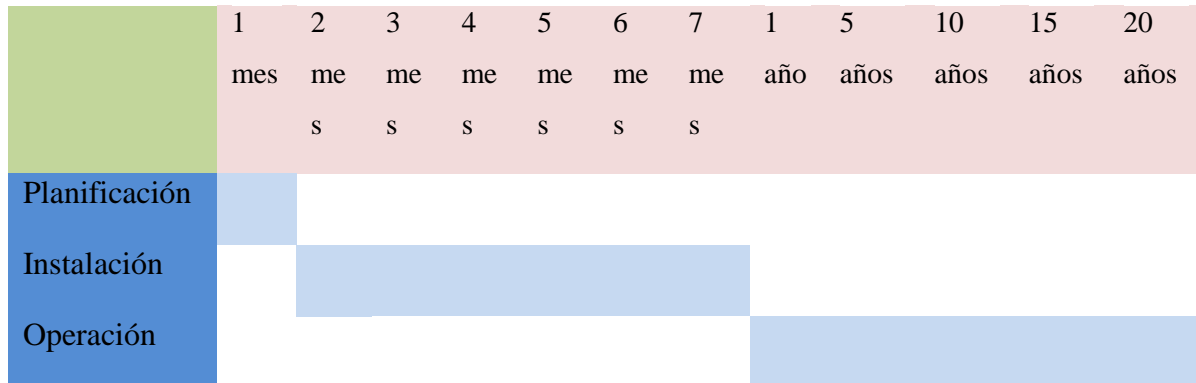 1 2 3 4 5 6 7 1 5 10 15 20
mes me me me me me me año años años años años
s s s s s s
Planificación
Instalación
Operación